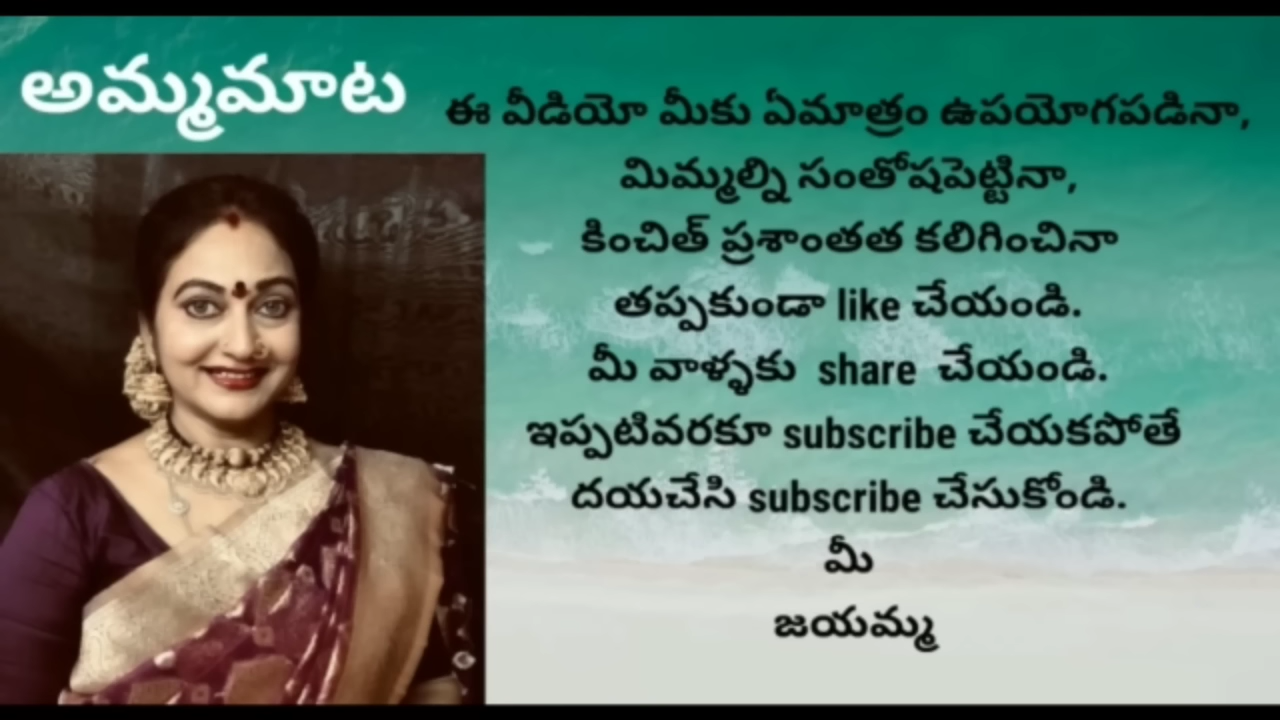 అమ్మమాట
ఈ వీడియో మీకు ఏమాత్రం ఉపయోగపడినా,
మిమ్మల్ని సంతోషపెట్టినా,
కించిత్ ప్రశాంతత కలిగించినా
తప్పకుండా like చేయండి.
మీ వాళ్ళకు share చేయండి.
ఇప్పటివరకూ subscribe చేయకపోతే
దయచేసి subscribe చేసుకోండి.
మీ
జయమ్మ